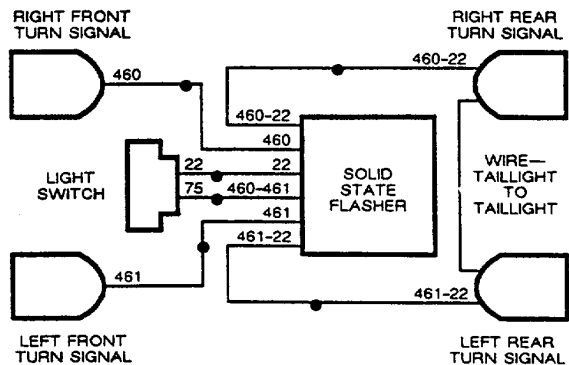 RIGHT FRONT
TURN SIGNAL
RIGHT REAR
TURN SIGNAL
460
460-22
460-22
460
LIGHT
SWITCH
22
22
75
460-461
461
461-22
SOLID
STATE
FLASHER
WIRE—
TAILLIGHT
TO
TAILLIGHT
461
461-22
LEFT FRONT
TURN SIGNAL
LEFT REAR
TURN SIGNAL